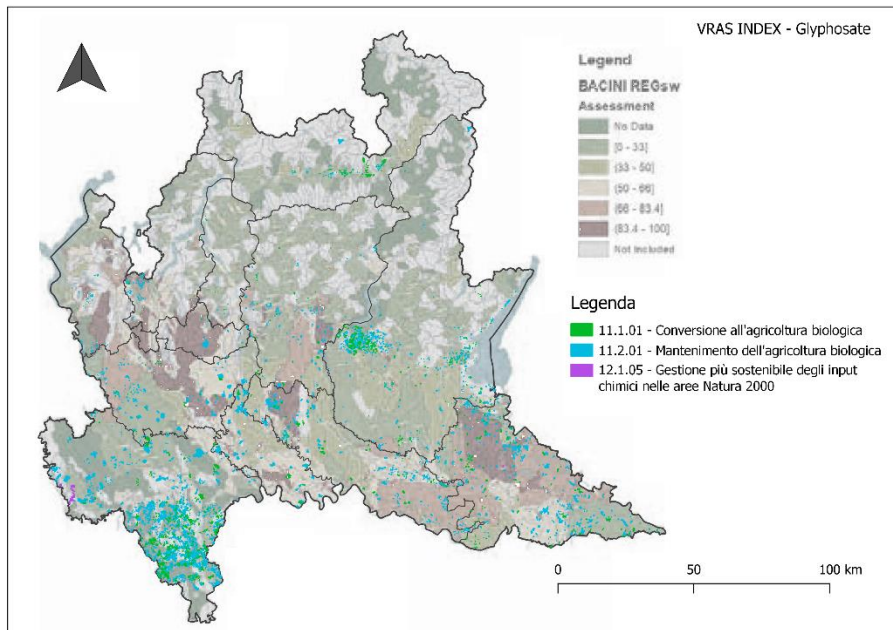 VRAS INDEX - Glyphosate
Legend
BACINI REGsw
Assessment
No Data
[0 - 33]
(33 - 50]
(50 - 66]
(66 - 83.4]
(83.4 - 100]
Not Included
Legenda
11.1.01 - Conversione all'agricoltura biologica
11.2.01 - Mantenimento dell'agricoltura biologica
12.1.05 - Gestione più sostenibile degli input
chimici nelle aree Natura 2000
0 50 100 km